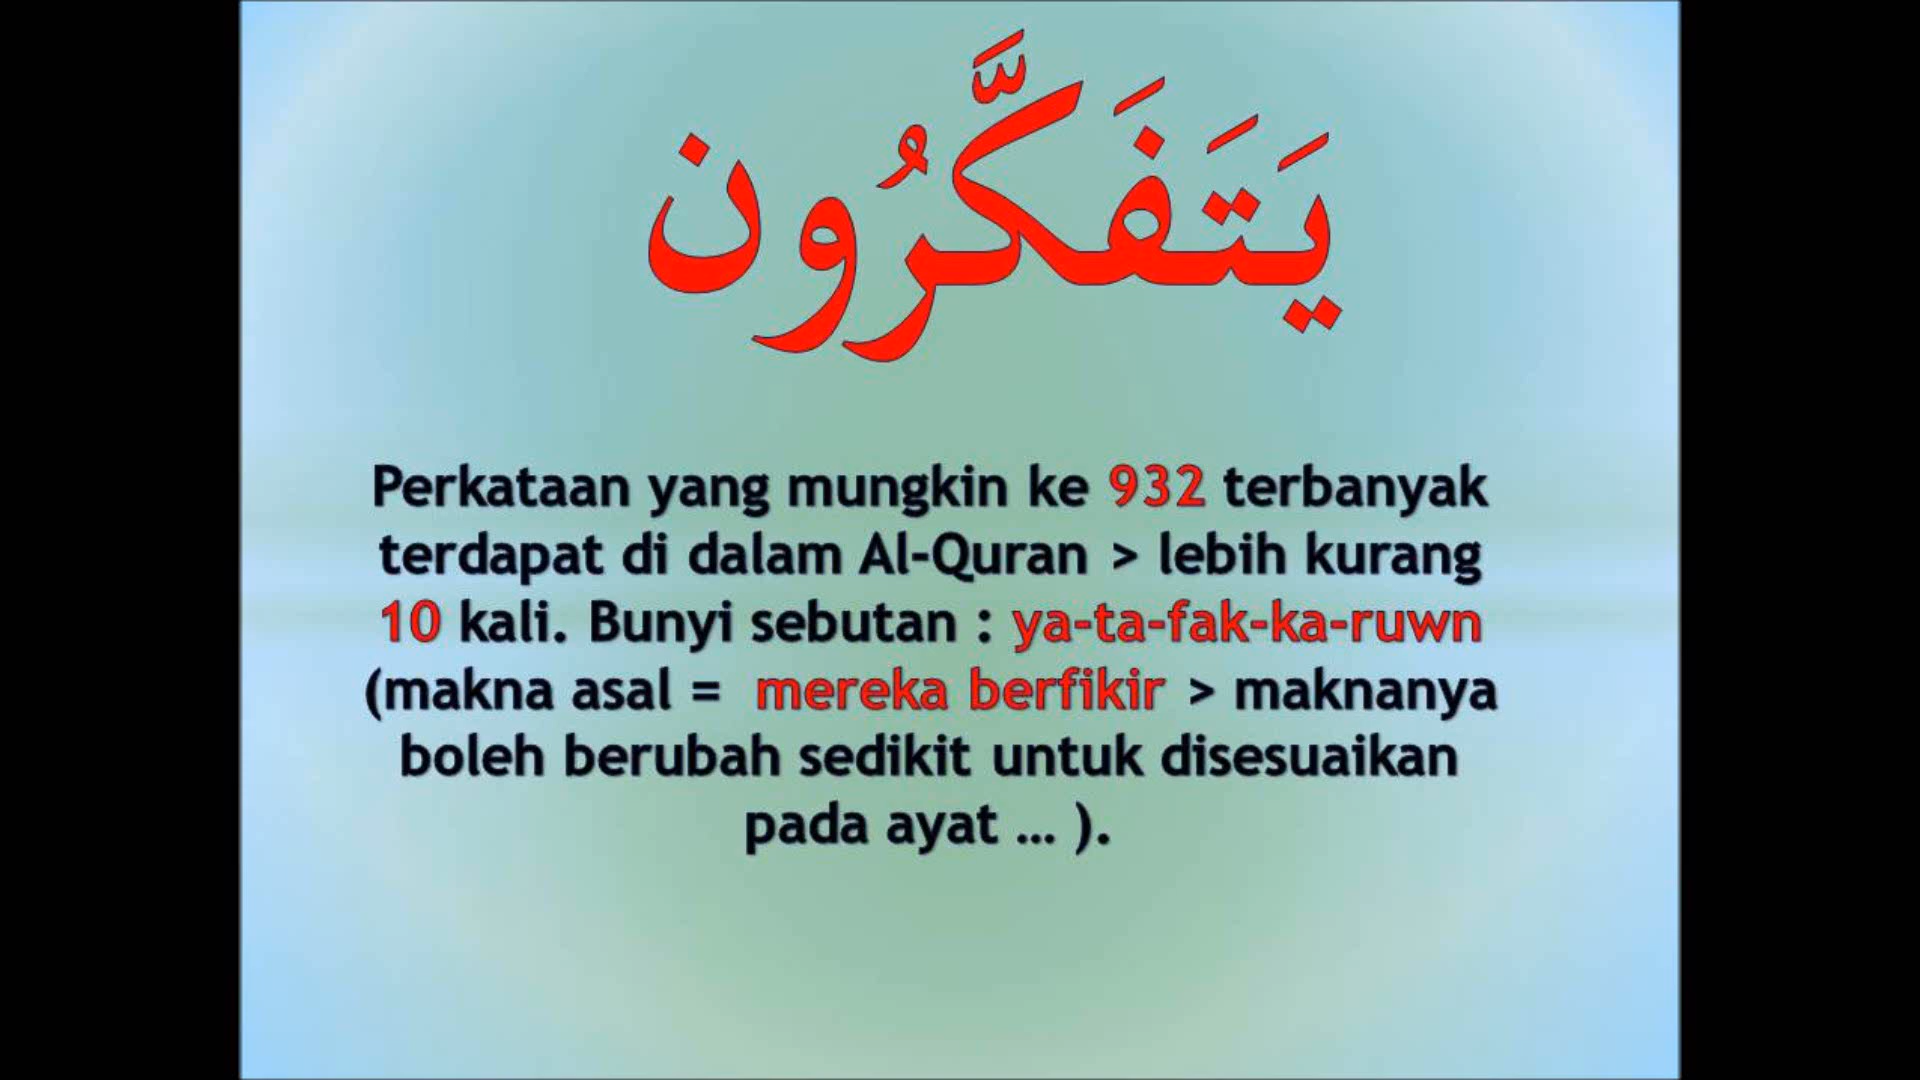 يَتَفَكَّرُون
Perkataan yang mungkin ke 932 terbanyak
terdapat di dalam Al-Quran > lebih kurang
10 kali. Bunyi sebutan : ya-ta-fak-ka-ruwn
(makna asal = mereka berfikir > maknanya
boleh berubah sedikit untuk disesuaikan
pada ayat … ).